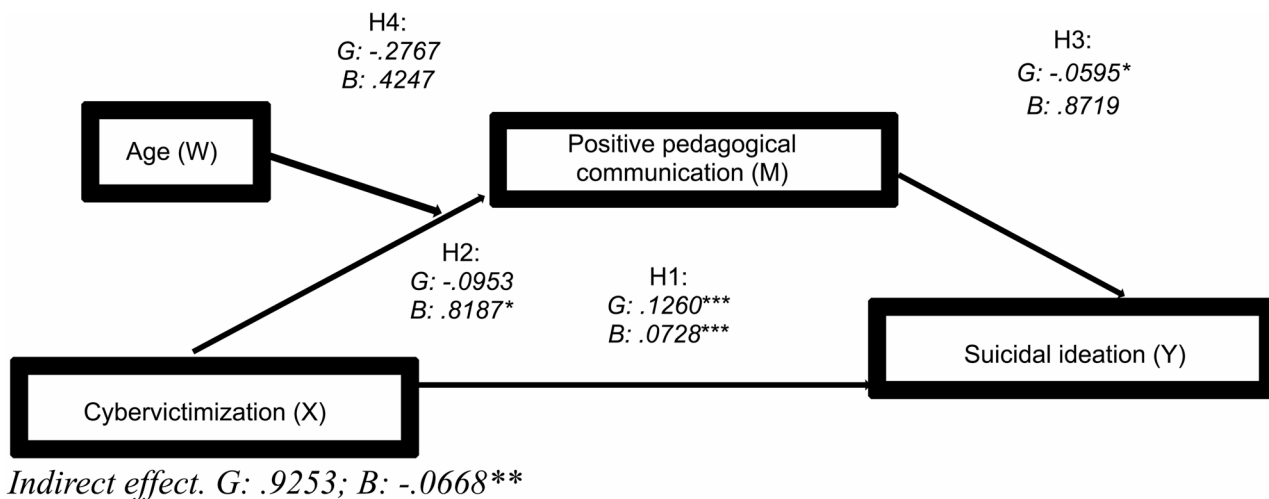 H4:
G: -.2767
B: .4247
H3:
G: -.0595*
B: .8719
Age (W)
Positive pedagogical
communication (M)
H2:
G: -.0953
B: .8187*
H1:
G: .1260***
B: .0728***
Suicidal ideation (Y)
Cybervictimization (X)
Indirect effect. G: .9253; B: -.0668**